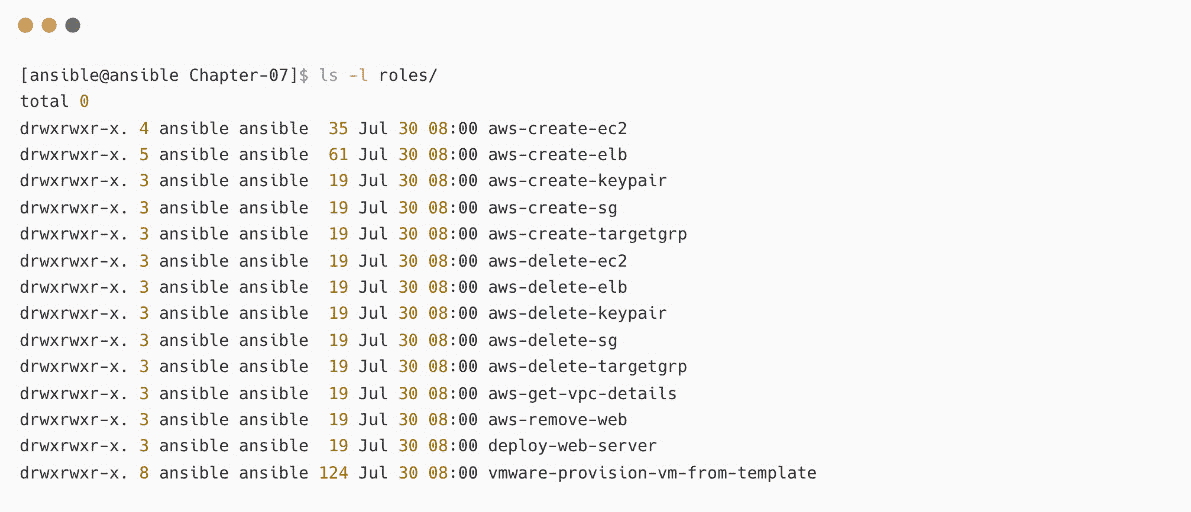 [ansible@ansible Chapter-07]$ ls -l roles/
total 0
drwxrwxr-x. 4 ansible ansible  35 Jul 30 08:00 aws-create-ec2
drwxrwxr-x. 5 ansible ansible  61 Jul 30 08:00 aws-create-elb
drwxrwxr-x. 3 ansible ansible  19 Jul 30 08:00 aws-create-keypair
drwxrwxr-x. 3 ansible ansible  19 Jul 30 08:00 aws-create-sg
drwxrwxr-x. 3 ansible ansible  19 Jul 30 08:00 aws-create-targetgrp
drwxrwxr-x. 3 ansible ansible  19 Jul 30 08:00 aws-delete-ec2
drwxrwxr-x. 3 ansible ansible  19 Jul 30 08:00 aws-delete-elb
drwxrwxr-x. 3 ansible ansible  19 Jul 30 08:00 aws-delete-keypair
drwxrwxr-x. 3 ansible ansible  19 Jul 30 08:00 aws-delete-sg
drwxrwxr-x. 3 ansible ansible  19 Jul 30 08:00 aws-delete-targetgrp
drwxrwxr-x. 3 ansible ansible  19 Jul 30 08:00 aws-get-vpc-details
drwxrwxr-x. 3 ansible ansible  19 Jul 30 08:00 aws-remove-web
drwxrwxr-x. 3 ansible ansible  19 Jul 30 08:00 deploy-web-server
drwxrwxr-x. 8 ansible ansible 124 Jul 30 08:00 vmware-provision-vm-from-template